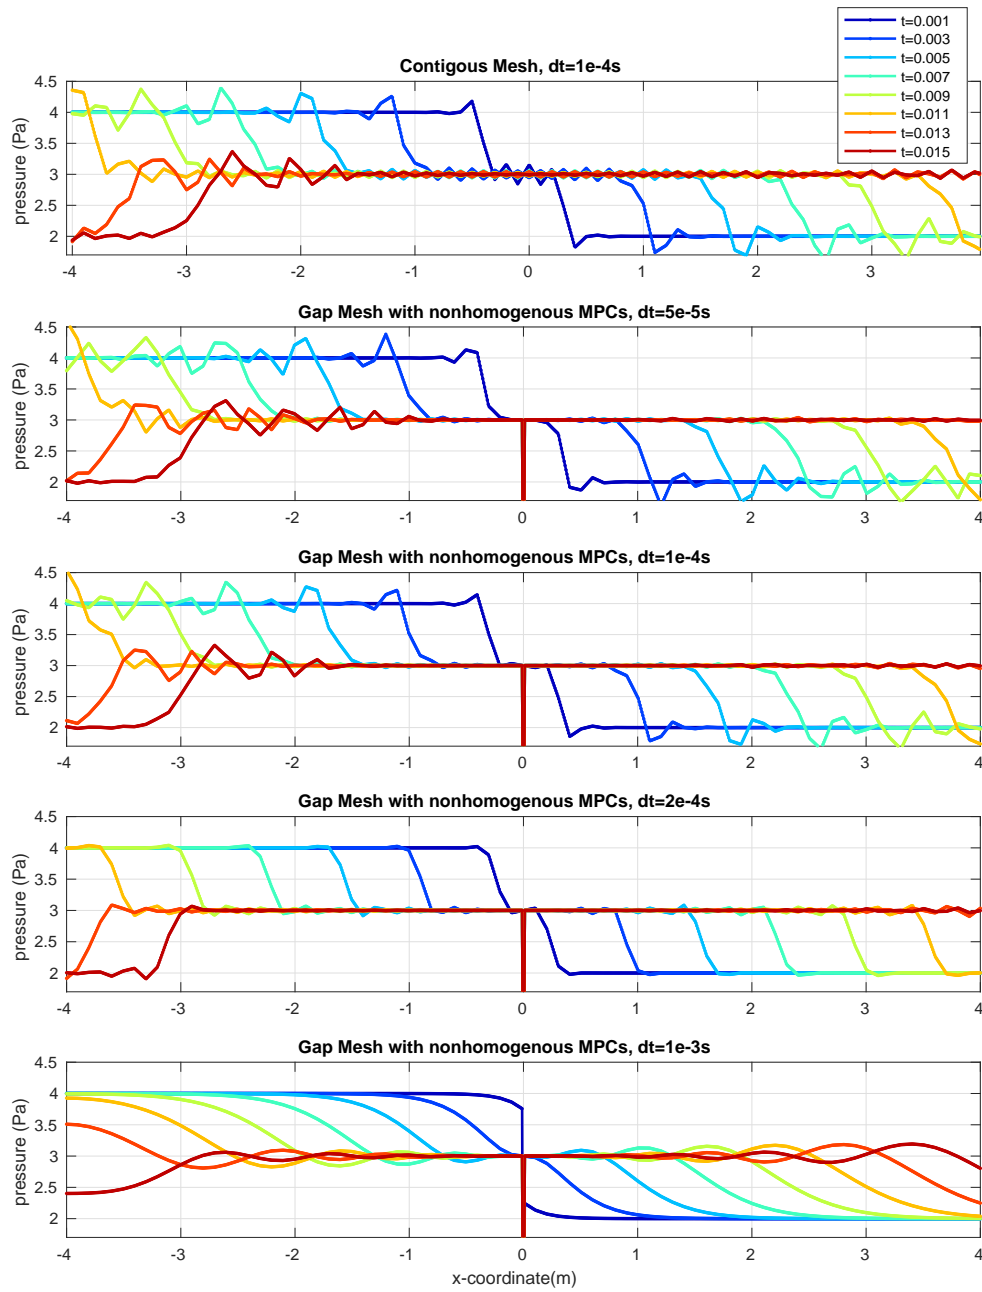 t=0.001
t=0.003
t=0.005
t=0.007
t=0.009
t=0.011
t=0.013
t=0.015
Contigous Mesh, dt=1e-4s
pressure (Pa)
4.5
4
3.5
3
2.5
2
-4 -3 -2 -1 0 1 2 3
Gap Mesh with nonhomogenous MPCs, dt=5e-5s
pressure (Pa)
4.5
4
3.5
3
2.5
2
-4 -3 -2 -1 0 1 2 3 4
Gap Mesh with nonhomogenous MPCs, dt=1e-4s
pressure (Pa)
4.5
4
3.5
3
2.5
2
-4 -3 -2 -1 0 1 2 3 4
Gap Mesh with nonhomogenous MPCs, dt=2e-4s
pressure (Pa)
4.5
4
3.5
3
2.5
2
-4 -3 -2 -1 0 1 2 3 4
Gap Mesh with nonhomogenous MPCs, dt=1e-3s
pressure (Pa)
4.5
4
3.5
3
2.5
2
-4 -3 -2 -1 0 1 2 3 4
x-coordinate(m)